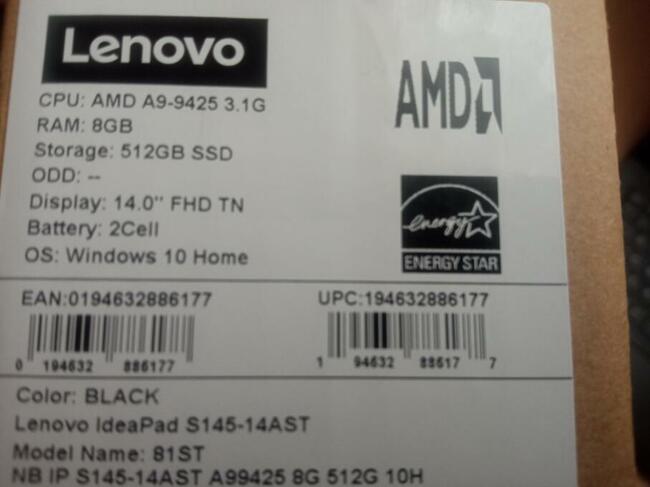 Lenovo
CPU: AMD A9-9425 3.1G
RAM: 8GB
Storage: 512GB SSD
ODD: --
Display: 14.0" FHD TN
Battery: 2Cell
OS: Windows 10 Home
AMD
energy
ENERGY STAR
EAN:0194632886177
UPC:194632886177
0 194632 886177
1 94632 88617 7
Color: BLACK
Lenovo IdeaPad S145-14AST
Model Name: 81ST
NB IP S145-14AST A99425 8G 512G 10H